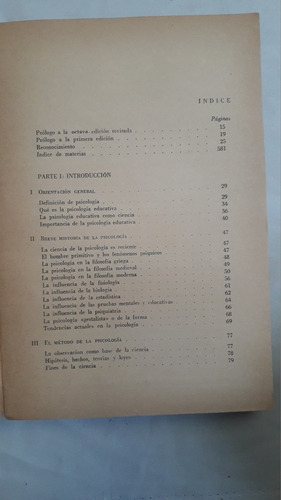 INDICE
Páginas
Prólogo a la octava edición revisada 15
Prólogo a la primera edición 19
Reconocimiento 25
Indice de materias 501
PARTE I: INTRODUCCIÓN
I ORIENTACIÓN GENERAL 29
Definición de psicología 29
Qué es la psicología educativa 34
La psicología educativa como ciencia 36
Importancia de la psicología educativa 40
II BREVE HISTORIA DE LA PSICOLOGÍA 47
La ciencia de la psicología es reciente 47
El hombre primitivo y los fenómenos psíquicos 47
La psicología en la filosofía griega 48
La psicología en la filosofía medieval 49
La psicología en la filosofía moderna 50
La influencia de la fisiología 56
La influencia de la biología 61
La influencia de la estadística 62
La influencia de las pruebas mentales y educativas 64
La influencia de la psiquiatría 66
La psicología «gestaltista» o de la forma 68
Tendencias actuales en la psicología 69
III EL MÉTODO DE LA PSICOLOGÍA 77
La observación como base de la ciencia 77
Hipótesis, hechos, teorías y leyes 78
Fines de la ciencia 79